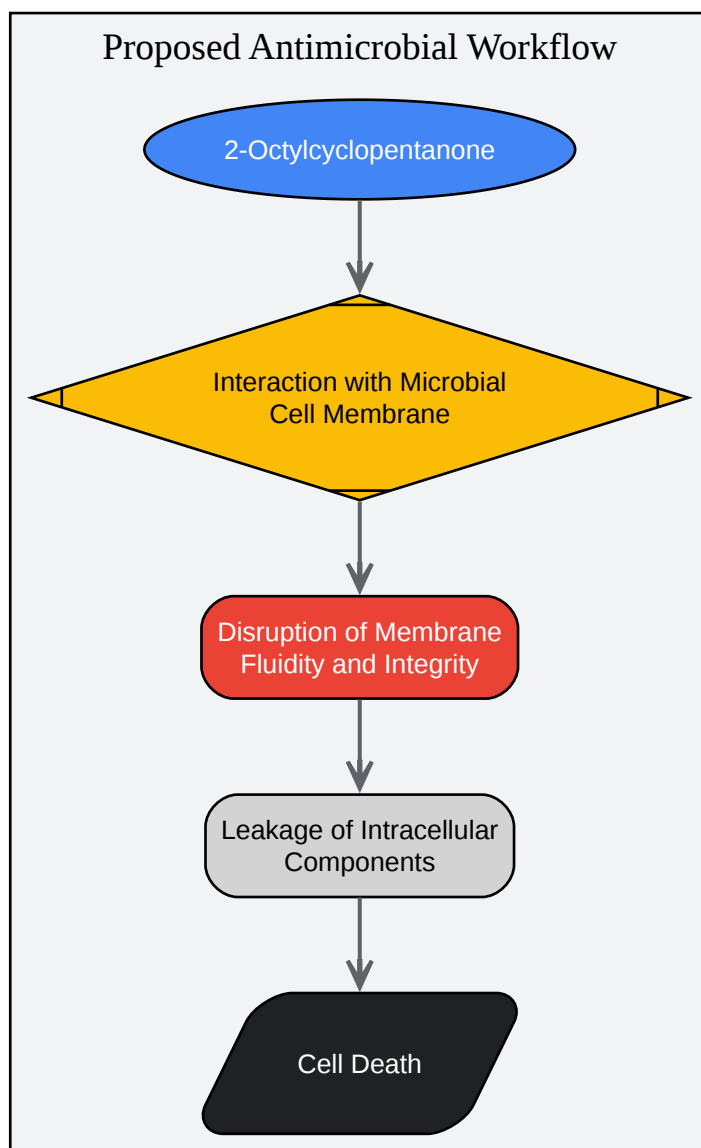 Proposed Antimicrobial Workflow
2-Octylcyclopentanone
Interaction with Microbial
Cell Membrane
Disruption of Membrane
Fluidity and Integrity
Leakage of Intracellular
Components
Cell Death